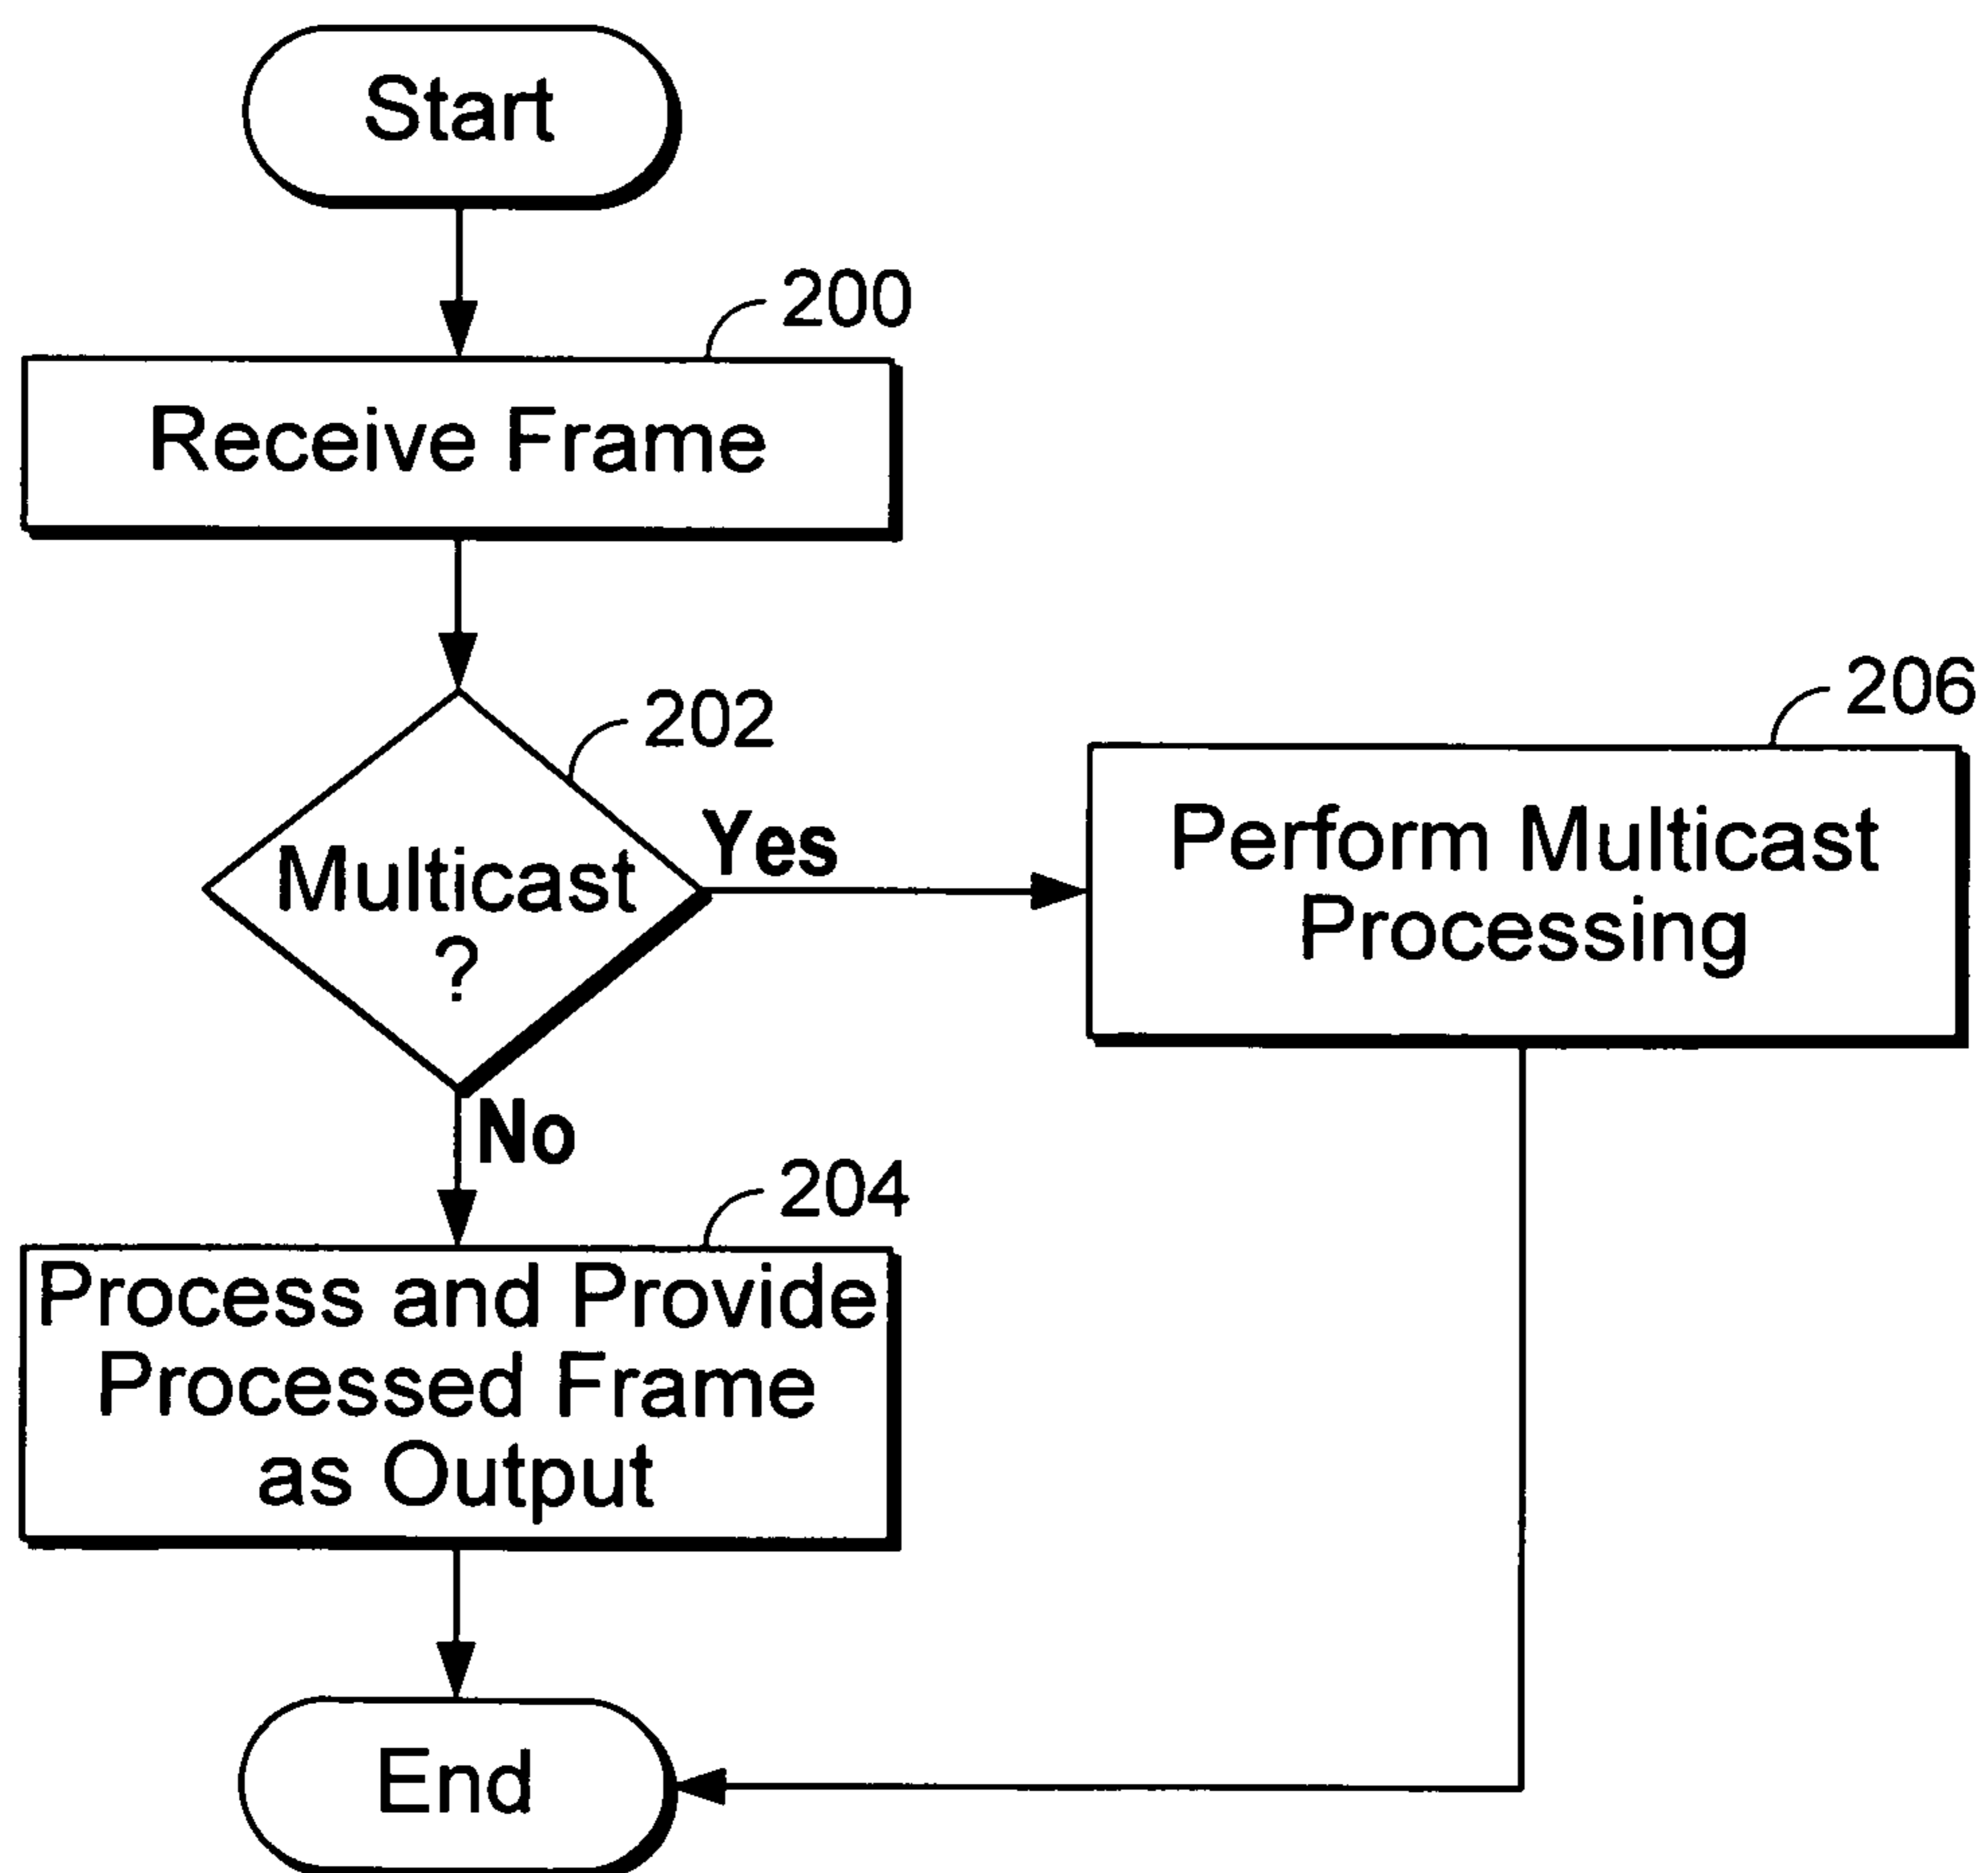 Start
200
Receive Frame
202
Multicast
?
Yes
206
Perform Multicast
Processing
No
204
Process and Provide
Processed Frame
as Output
End